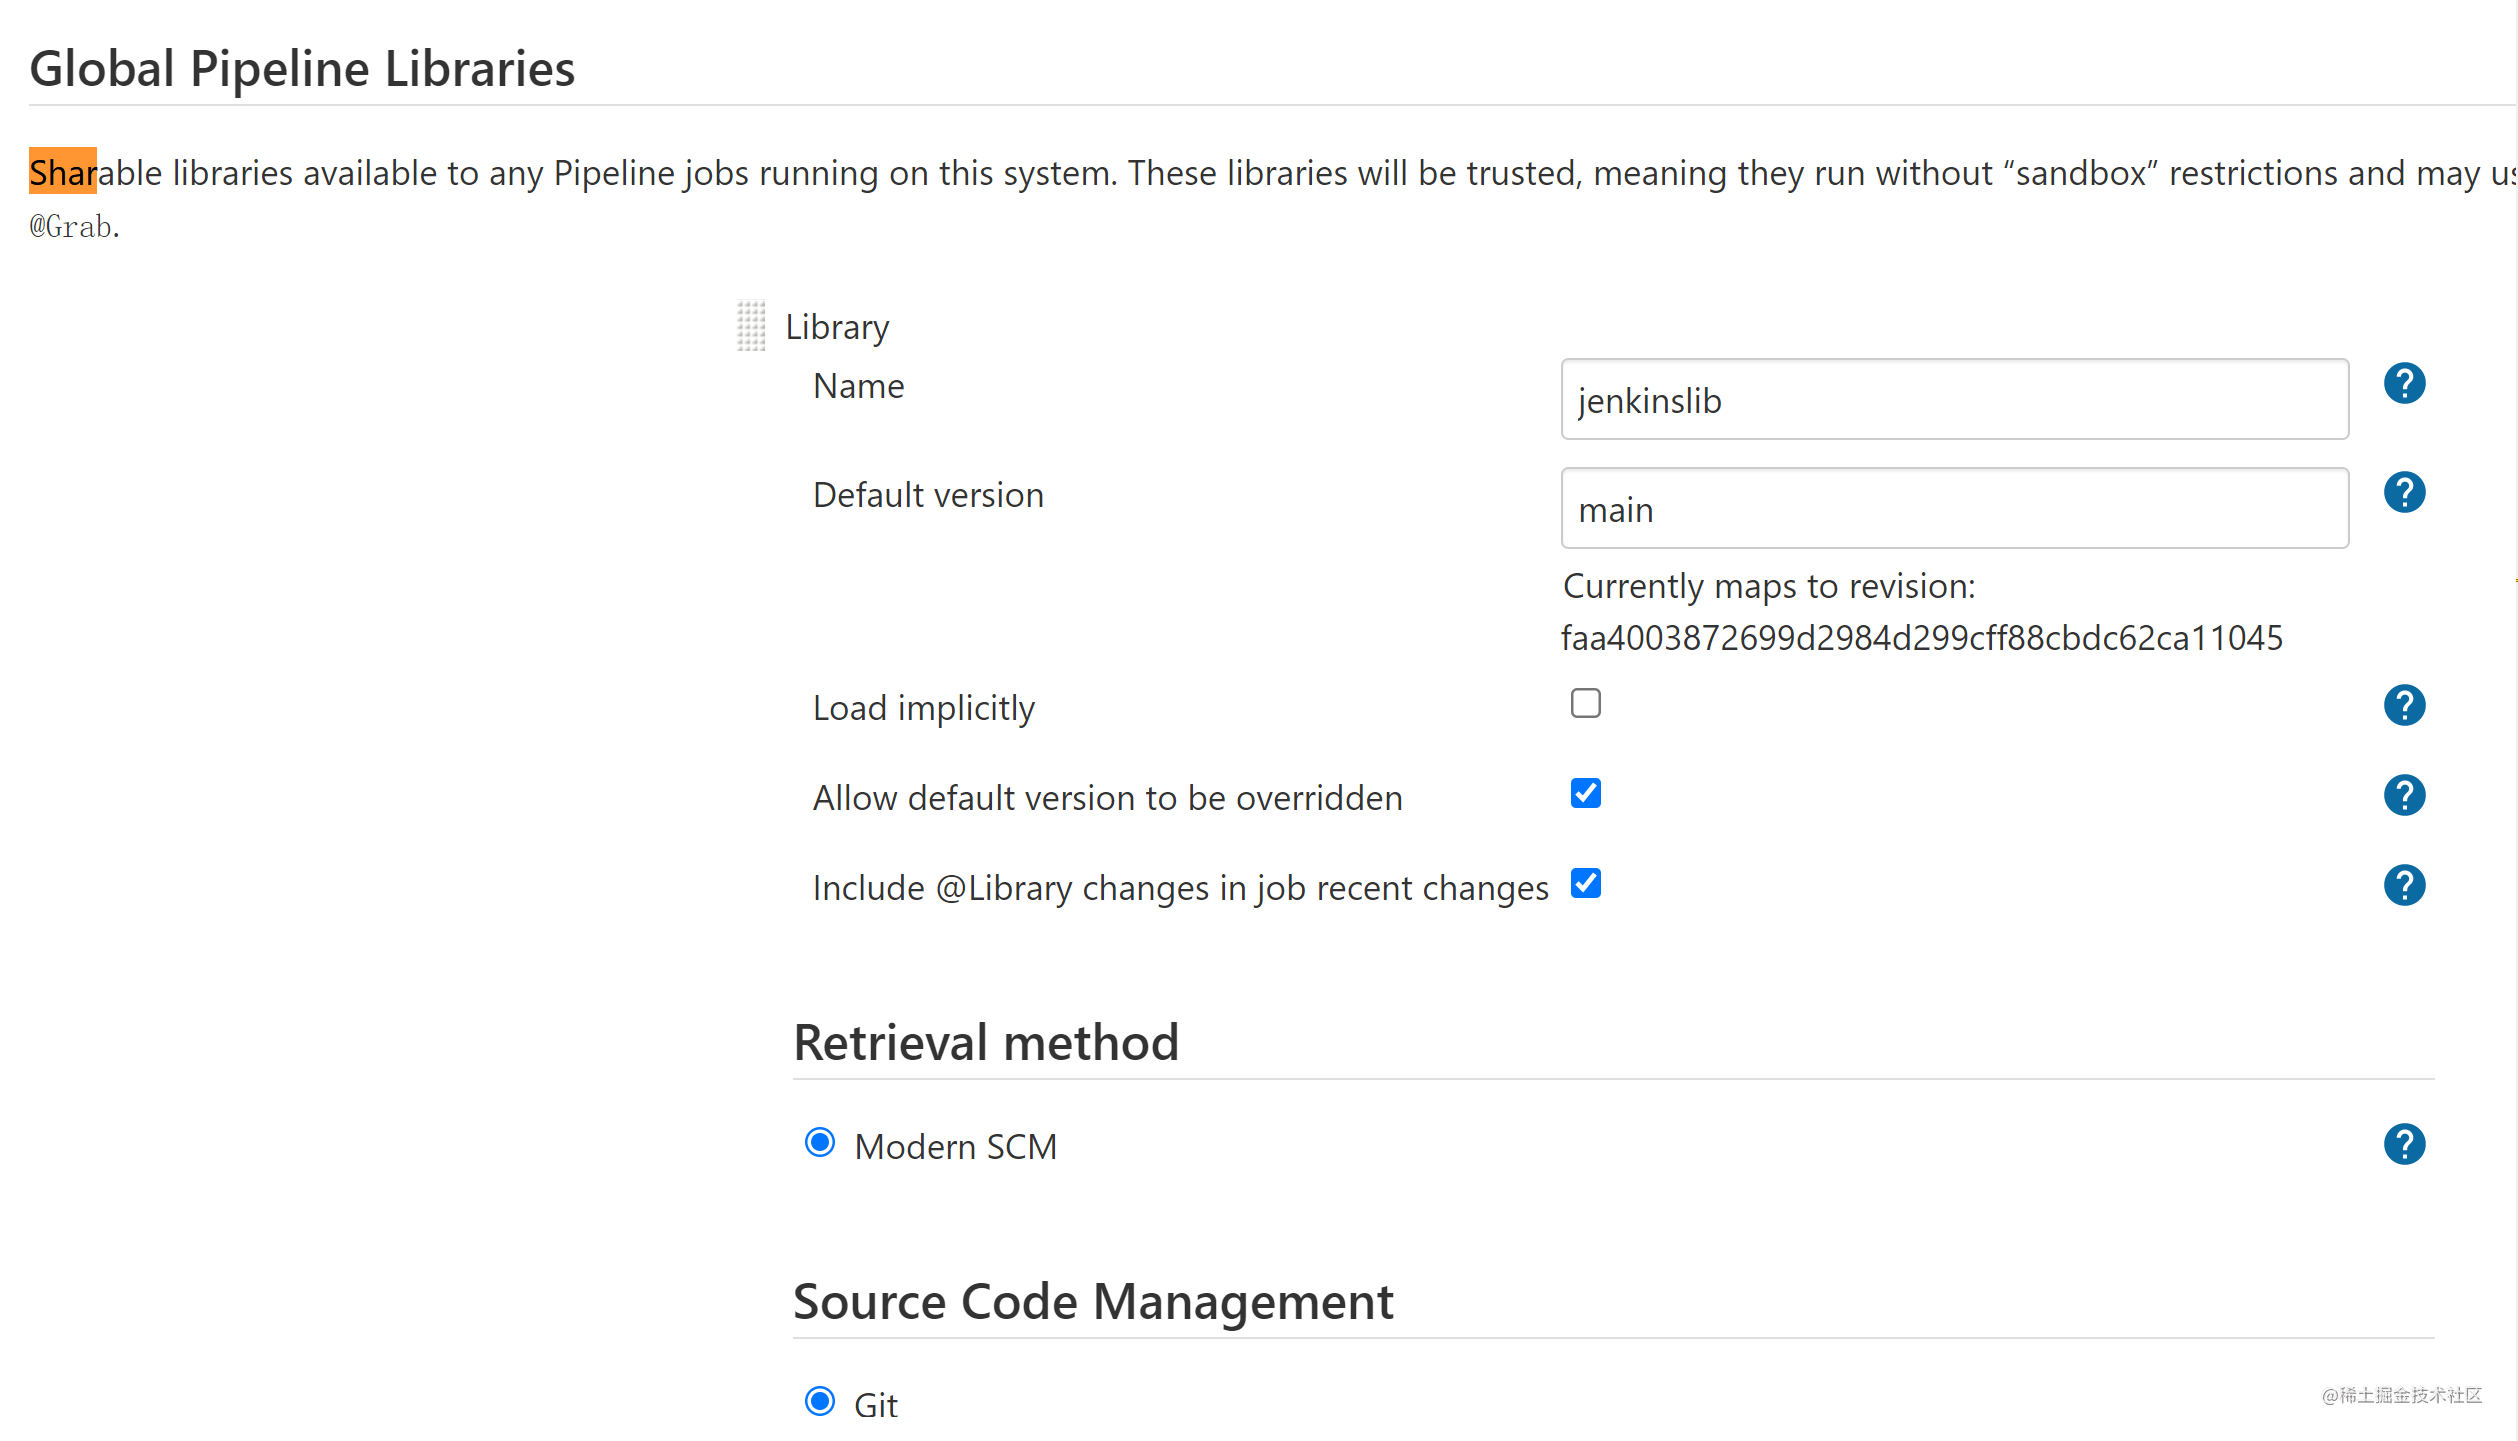 Global Pipeline Libraries
Sharable libraries available to any Pipeline jobs running on this system. These libraries will be trusted, meaning they run without “sandbox” restrictions and may
@Grab.
Library
Name
jenkinslib
Default version
main
Currently maps to revision:
faa4003872699d2984d299cff88cbdc62ca11045
Load implicitly
Allow default version to be overridden
Include @Library changes in job recent changes
Retrieval method
Modern SCM
Source Code Management
Git
@稀土掘金技术社区